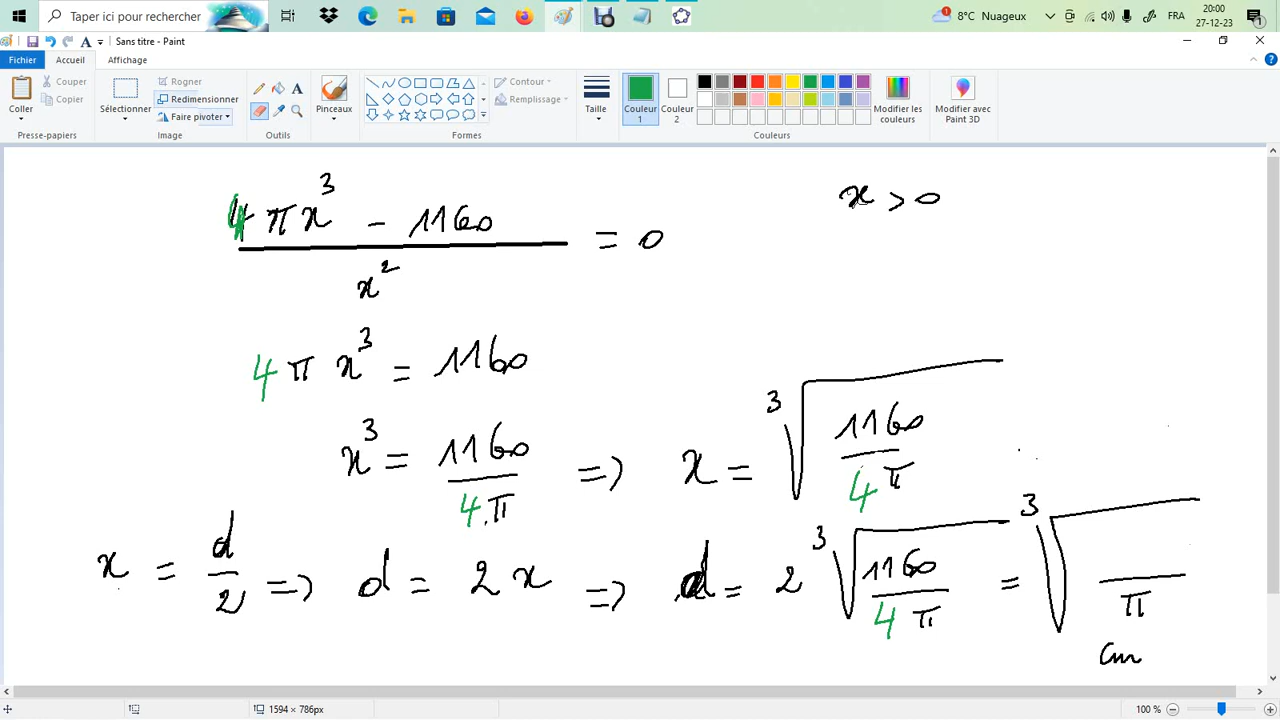 Taper ici pour rechercher
8°C Nuageux
FRA
20:00
27-12-23
1
Sans titre - Paint
Fichier Accueil Affichage
Coller
Couper
Copier
Presse-papiers
Sélectionner
Rogner
Redimensionner
Faire pivoter
Image
A
Outils
Pinceaux
Contour
Remplissage
Formes
Taille
Couleur 1
Couleur 2
Modifier les couleurs
Couleurs
Modifier avec Paint 3D
(4πx³ - 1160)/x² = 0
x > 0
4πx³ = 1160
x³ = 1160/(4.π) => x = ∛(1160/(4π))
x = d/2 => d = 2x => d = 2 ∛(1160/(4π)) = ∛( /π)
cm
1594 × 786px
100 %